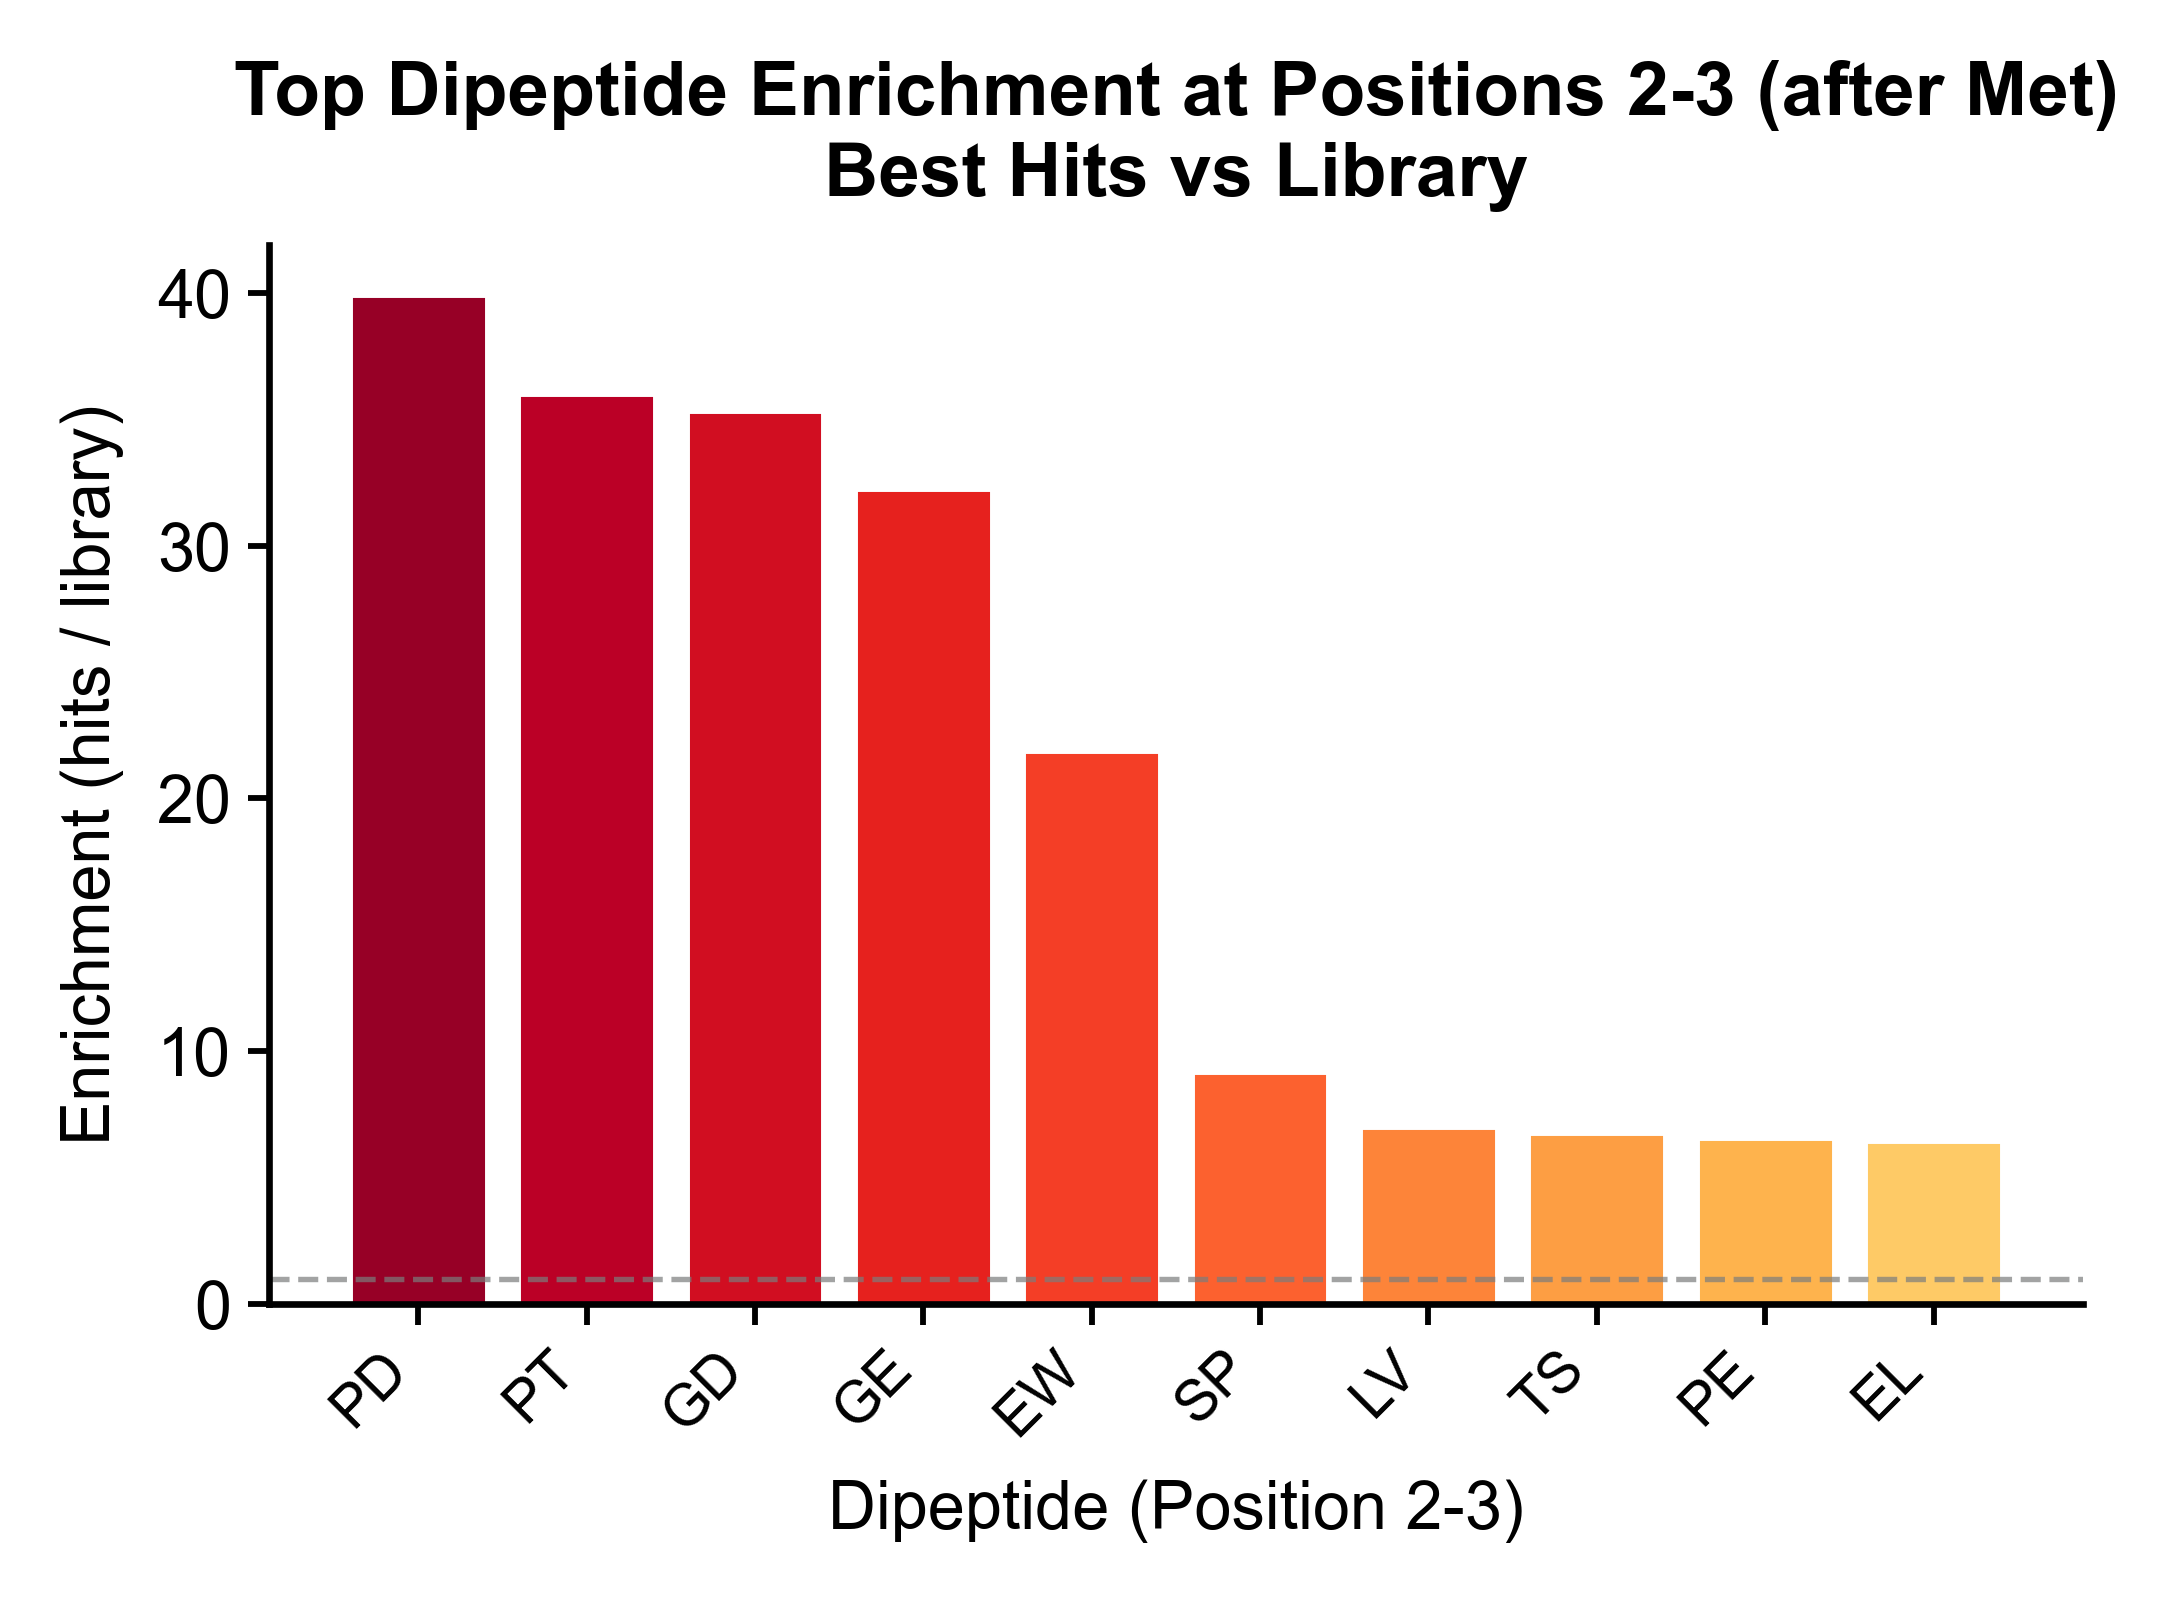 Top Dipeptide Enrichment at Positions 2-3 (after Met)
Best Hits vs Library
Enrichment (hits / library)
40
30
20
10
0
PD
PT
GD
GE
EW
SP
LV
TS
PE
EL
Dipeptide (Position 2-3)